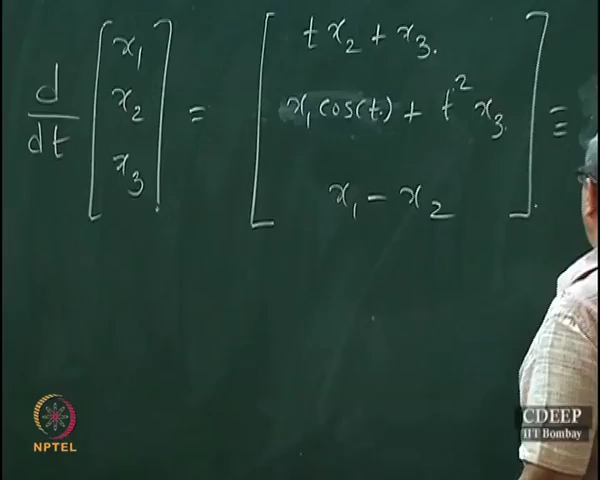 d/dt [x₁ x₂ x₃] = [t x₂ + x₃.
x₁ cos(t) + t² x₃
x₁ - x₂] ≡
NPTEL
CDEEP
IIT Bombay